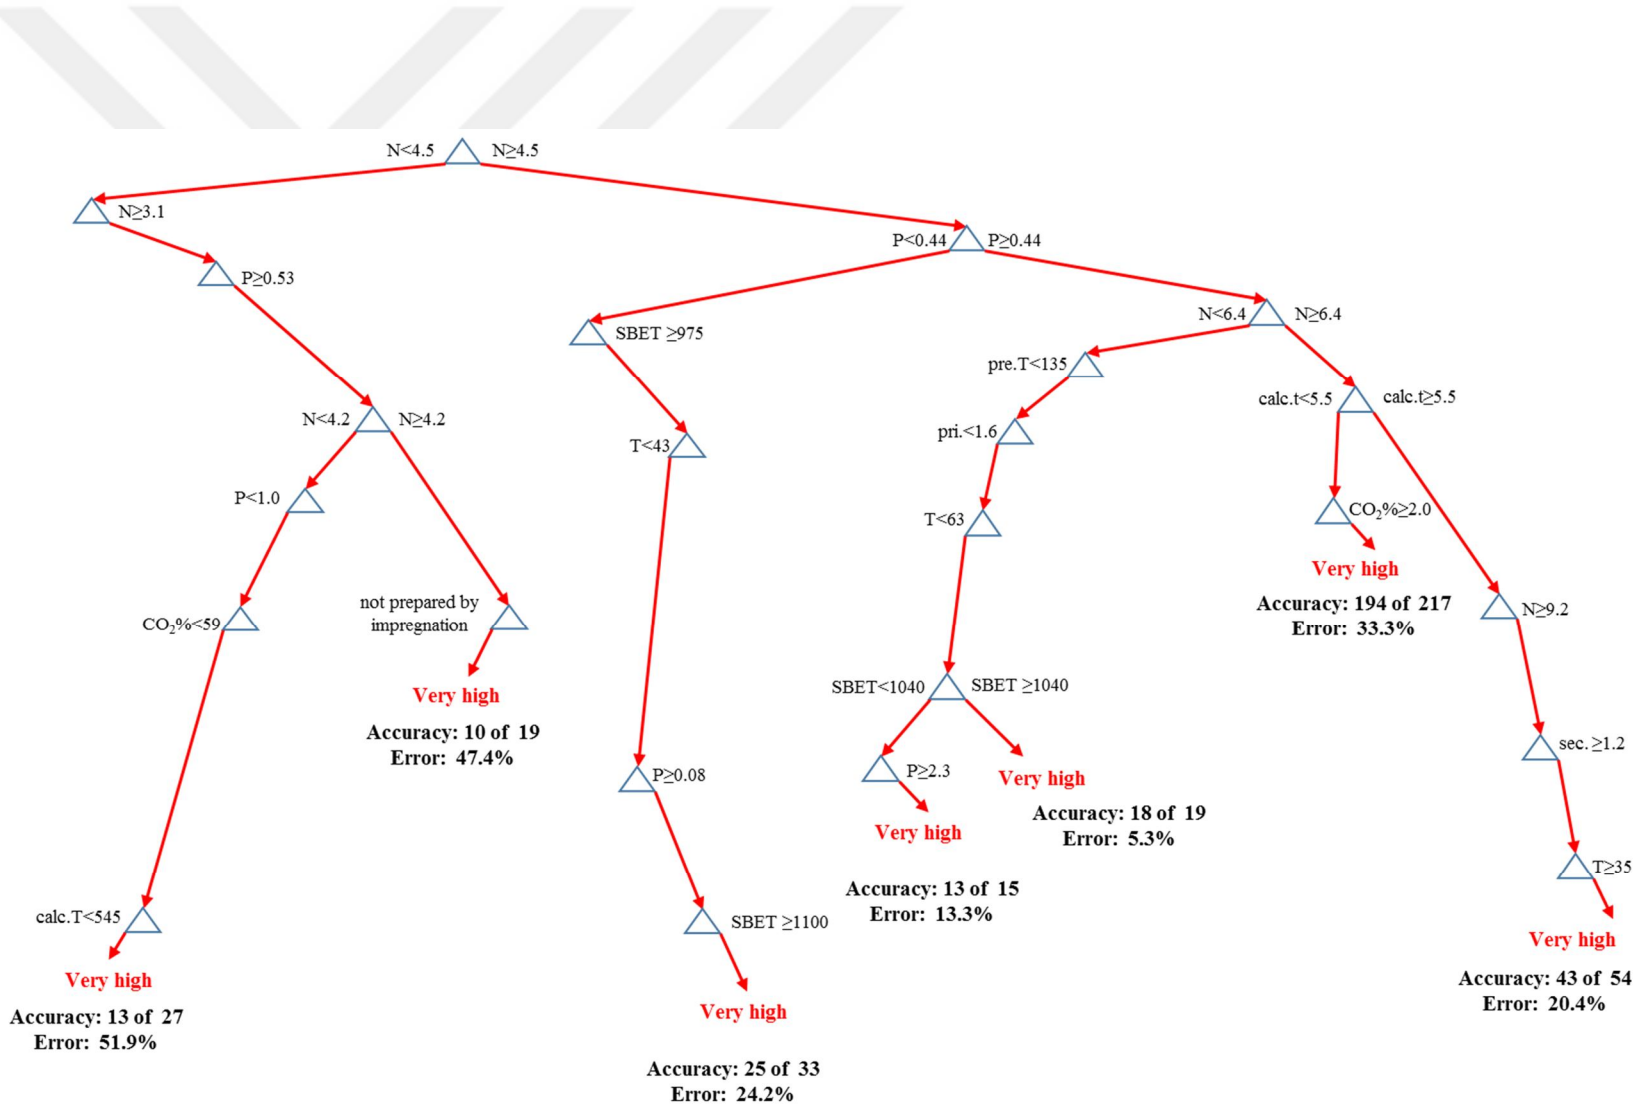 N<4.5
N≥4.5
N≥3.1
P<0.44
P≥0.44
P≥0.53
N<6.4
N≥6.4
SBET ≥975
pre.T<135
calc.t<5.5
calc.t≥5.5
N<4.2
N≥4.2
T<43
pri.<1.6
P<1.0
CO₂%≥2.0
T<63
Very high
Accuracy: 194 of 217
Error: 33.3%
not prepared by
impregnation
N≥9.2
CO₂%<59
Very high
Accuracy: 10 of 19
Error: 47.4%
SBET<1040
SBET ≥1040
sec. ≥1.2
P≥0.08
P≥2.3
Very high
Accuracy: 18 of 19
Error: 5.3%
Very high
Accuracy: 13 of 15
Error: 13.3%
T≥35
calc.T<545
SBET ≥1100
Very high
Accuracy: 43 of 54
Error: 20.4%
Very high
Accuracy: 13 of 27
Error: 51.9%
Very high
Accuracy: 25 of 33
Error: 24.2%